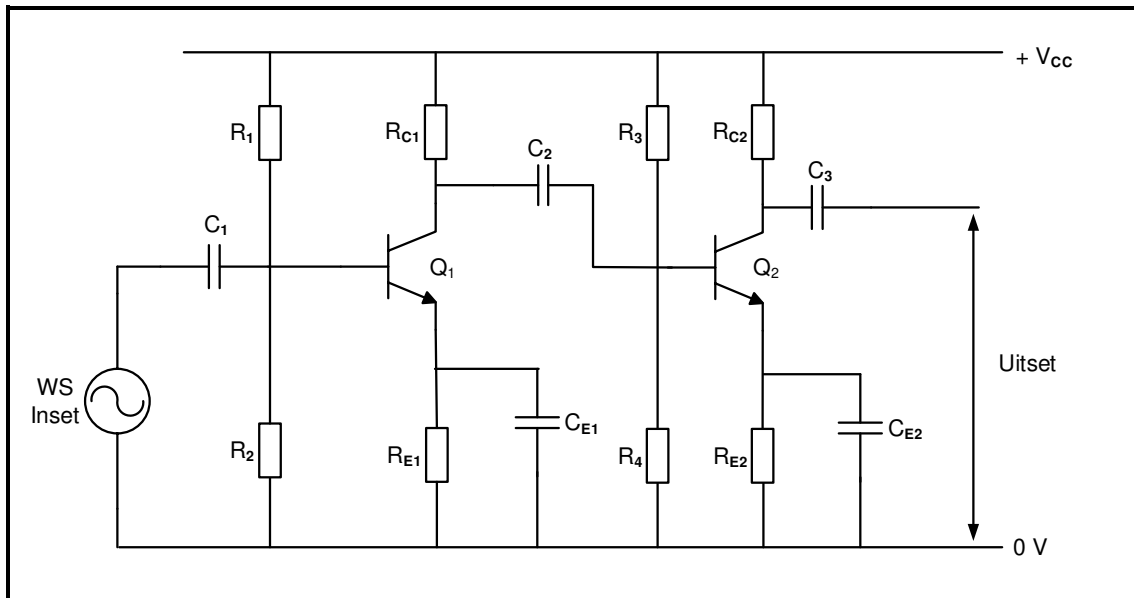 + VCC
R1
RC1
R3
RC2
C2
C3
C1
Q1
Q2
WS
Inset
Uitset
R2
RE1
CE1
R4
RE2
CE2
0 V